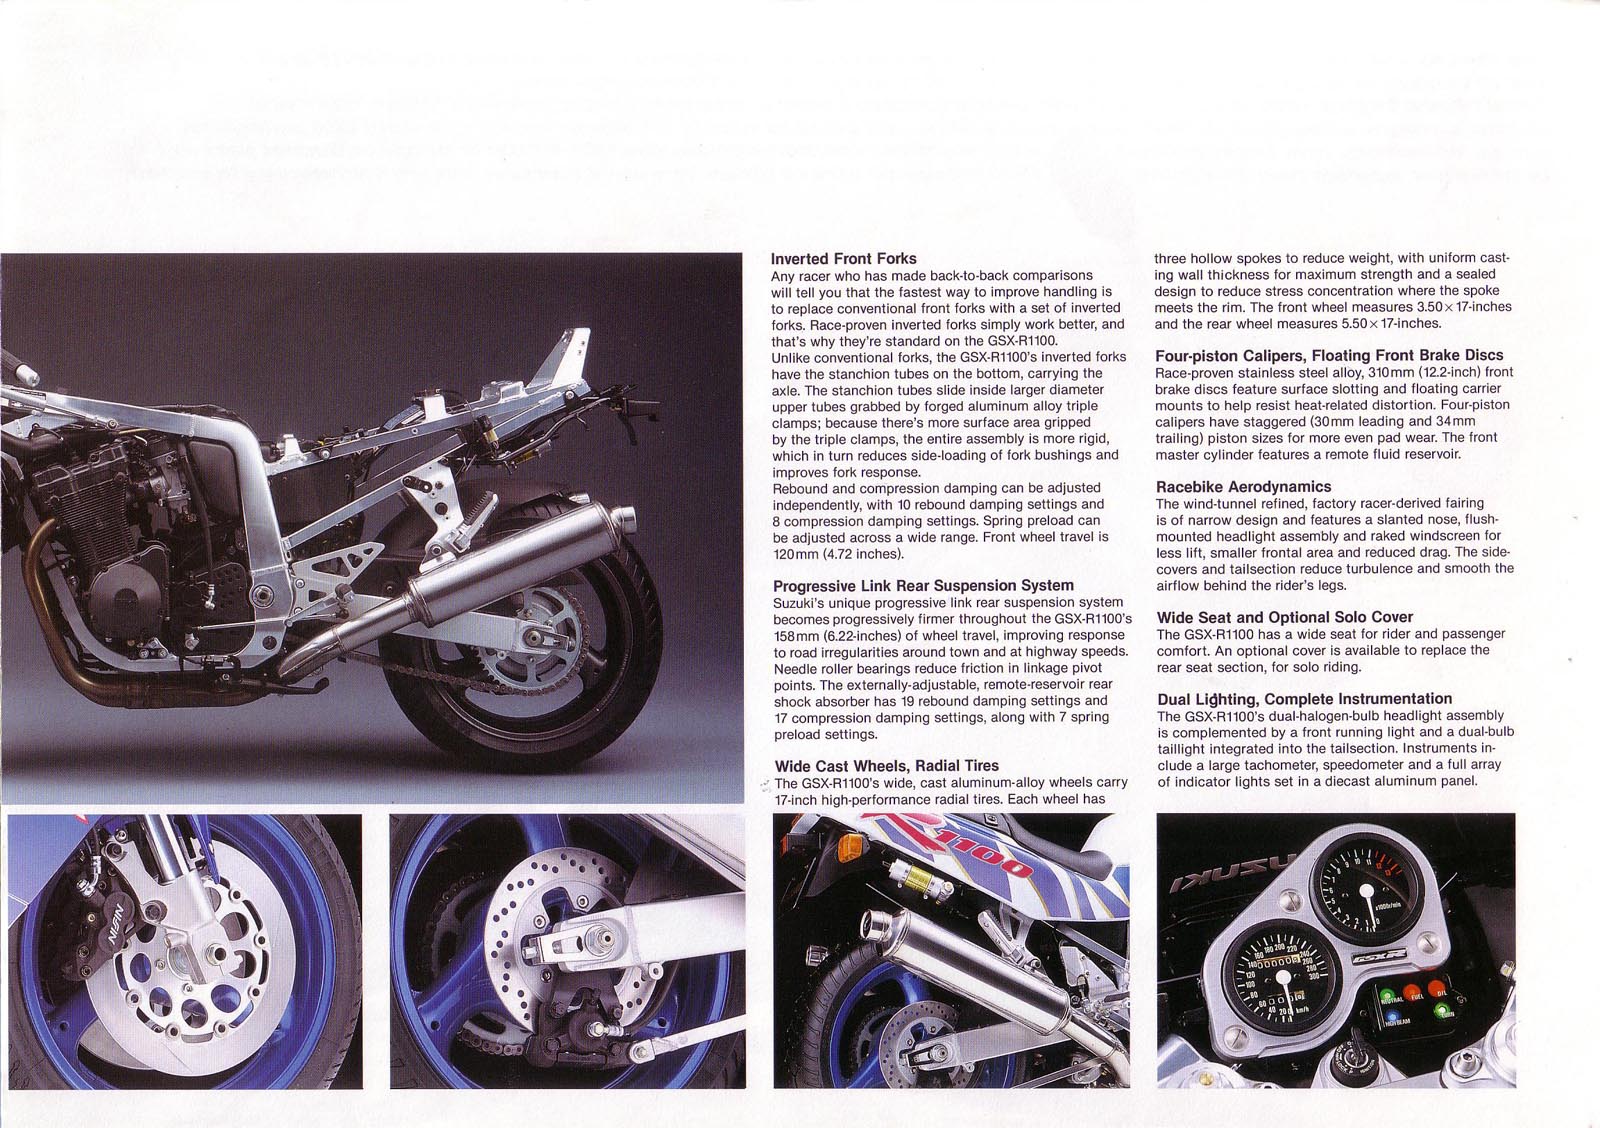 Inverted Front Forks
Any racer who has made back-to-back comparisons
will tell you that the fastest way to improve handling is
to replace conventional front forks with a set of inverted
forks. Race-proven inverted forks simply work better, and
that's why they're standard on the GSX-R1100.
Unlike conventional forks, the GSX-R1100's inverted forks
have the stanchion tubes on the bottom, carrying the
axle. The stanchion tubes slide inside larger diameter
upper tubes grabbed by forged aluminum alloy triple
clamps; because there's more surface area gripped
by the triple clamps, the entire assembly is more rigid,
which in turn reduces side-loading of fork bushings and
improves fork response.
Rebound and compression damping can be adjusted
independently, with 10 rebound damping settings and
8 compression damping settings. Spring preload can
be adjusted across a wide range. Front wheel travel is
120mm (4.72 inches).
Progressive Link Rear Suspension System
Suzuki's unique progressive link rear suspension system
becomes progressively firmer throughout the GSX-R1100's
158mm (6.22-inches) of wheel travel, improving response
to road irregularities around town and at highway speeds.
Needle roller bearings reduce friction in linkage pivot
points. The externally-adjustable, remote-reservoir rear
shock absorber has 19 rebound damping settings and
17 compression damping settings, along with 7 spring
preload settings.
Wide Cast Wheels, Radial Tires
The GSX-R1100's wide, cast aluminum-alloy wheels carry
17-inch high-performance radial tires. Each wheel has
three hollow spokes to reduce weight, with uniform cast-
ing wall thickness for maximum strength and a sealed
design to reduce stress concentration where the spoke
meets the rim. The front wheel measures 3.50×17-inches
and the rear wheel measures 5.50×17-inches.
Four-piston Calipers, Floating Front Brake Discs
Race-proven stainless steel alloy, 310mm (12.2-inch) front
brake discs feature surface slotting and floating carrier
mounts to help resist heat-related distortion. Four-piston
calipers have staggered (30mm leading and 34mm
trailing) piston sizes for more even pad wear. The front
master cylinder features a remote fluid reservoir.
Racebike Aerodynamics
The wind-tunnel refined, factory racer-derived fairing
is of narrow design and features a slanted nose, flush-
mounted headlight assembly and raked windscreen for
less lift, smaller frontal area and reduced drag. The side-
covers and tailsection reduce turbulence and smooth the
airflow behind the rider's legs.
Wide Seat and Optional Solo Cover
The GSX-R1100 has a wide seat for rider and passenger
comfort. An optional cover is available to replace the
rear seat section, for solo riding.
Dual Lighting, Complete Instrumentation
The GSX-R1100's dual-halogen-bulb headlight assembly
is complemented by a front running light and a dual-bulb
taillight integrated into the tailsection. Instruments in-
clude a large tachometer, speedometer and a full array
of indicator lights set in a diecast aluminum panel.
NISSIN
R1100
SUZUKI
x1000r/min
GSX-R
km/h
NEUTRAL FUEL OIL
HIGH BEAM TURN